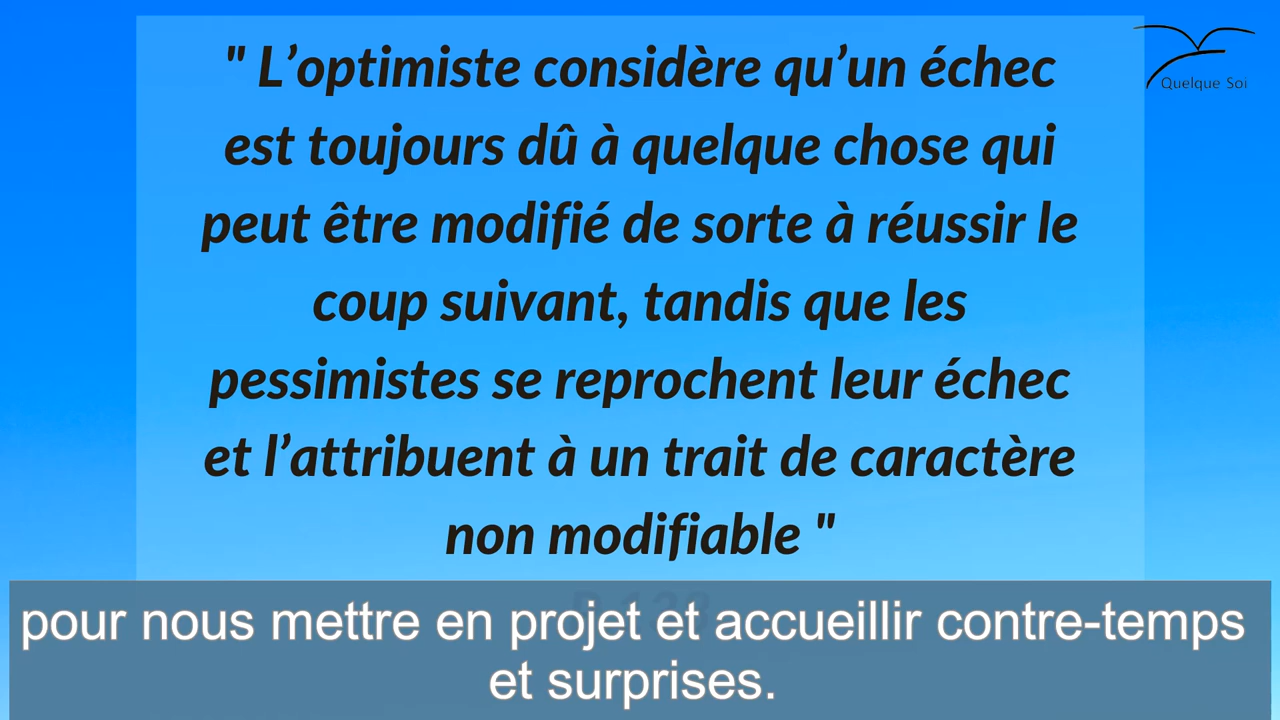 " L’optimiste considère qu’un échec
est toujours dû à quelque chose qui
peut être modifié de sorte à réussir le
coup suivant, tandis que les
pessimistes se reprochent leur échec
et l’attribuent à un trait de caractère
non modifiable "
Quelque Soi
pour nous mettre en projet et accueillir contre-temps
et surprises.